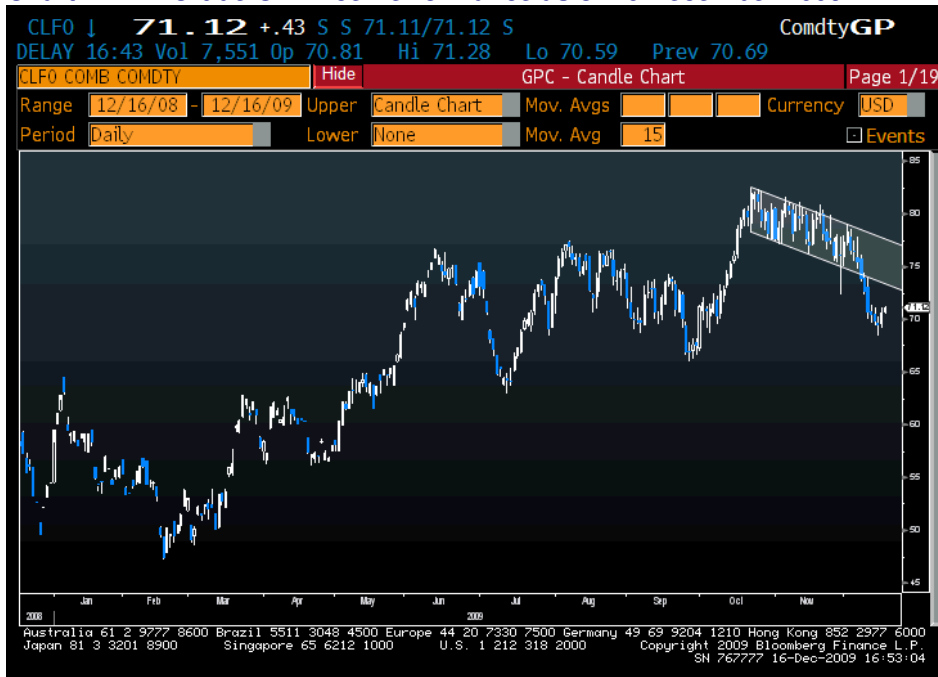 CLF0 ↓ 71.12 +.43 S S 71.11/71.12 S ComdtyGP
DELAY 16:43 Vol 7,551 Op 70.81 Hi 71.28 Lo 70.59 Prev 70.69
CLF0 COMB COMDTY Hide GPC - Candle Chart Page 1/19
Range 12/16/08 - 12/16/09 Upper Candle Chart Mov. Avgs Currency USD
Period Daily Lower None Mov. Avg 15 Events
85
80
75
71.12
70
65
60
55
50
45
Jan Feb Mar Apr May Jun Jul Aug Sep Oct Nov
2008 2009
Australia 61 2 9777 8600 Brazil 5511 3048 4500 Europe 44 20 7330 7500 Germany 49 69 9204 1210 Hong Kong 852 2977 6000
Japan 81 3 3201 8900 Singapore 65 6212 1000 U.S. 1 212 318 2000 Copyright 2009 Bloomberg Finance L.P.
SN 767777 16-Dec-2009 16:53:04